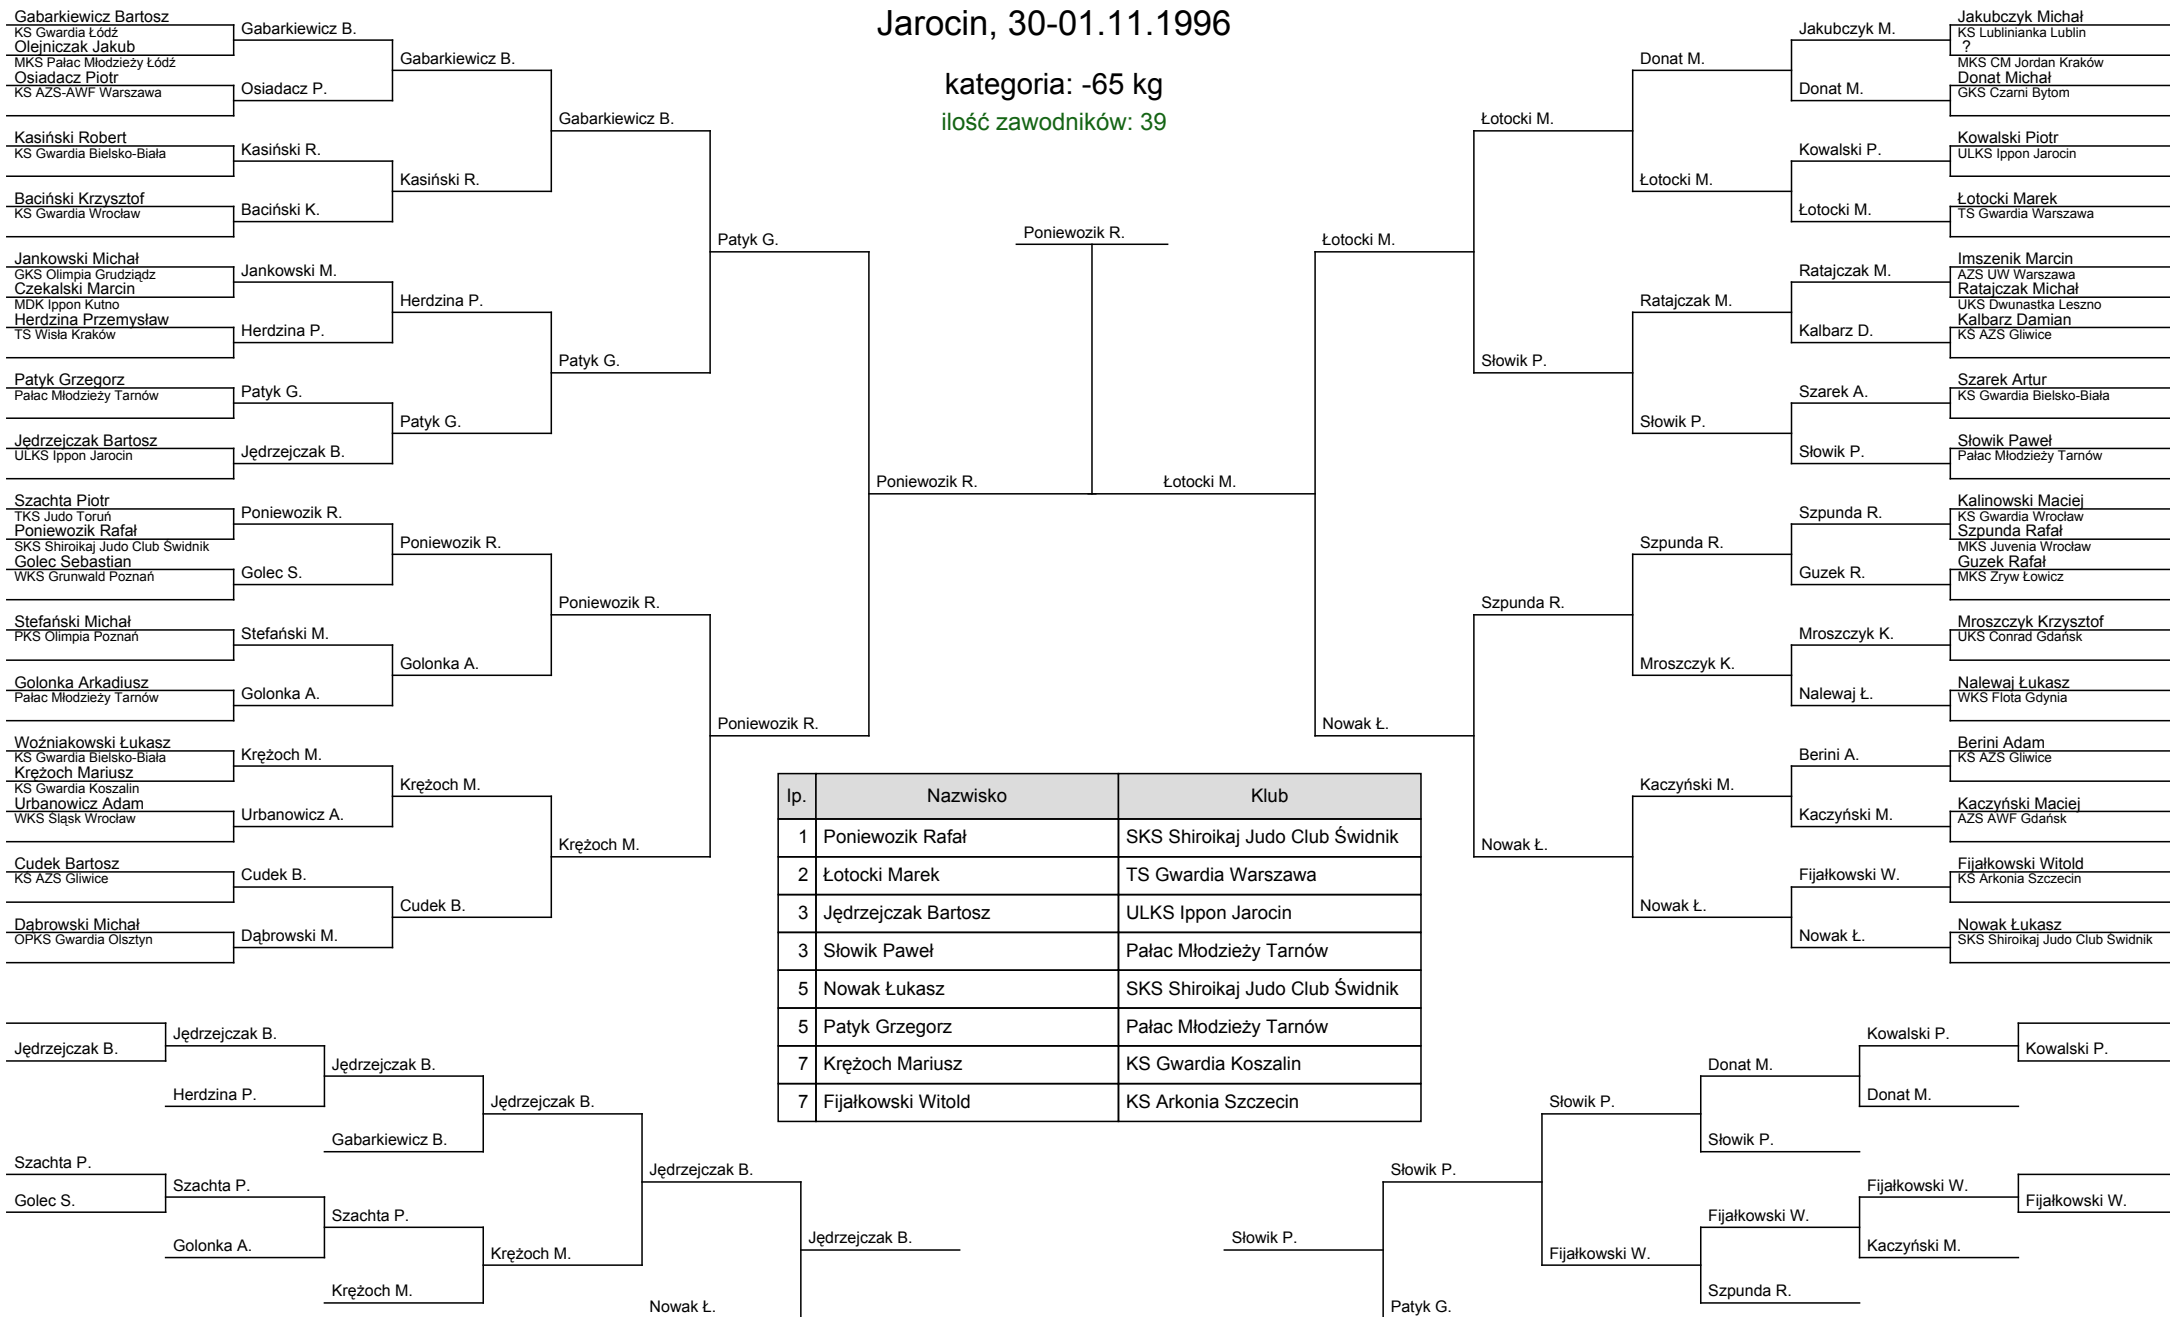 Jarocin, 30-01.11.1996
kategoria: -65 kg
ilość zawodników: 39
Gabarkiewicz Bartosz
KS Gwardia Łódź
Olejniczak Jakub
MKS Pałac Młodzieży Łódź
Osiadacz Piotr
KS AZS-AWF Warszawa
Kasiński Robert
KS Gwardia Bielsko-Biała
Baciński Krzysztof
KS Gwardia Wrocław
Jankowski Michał
GKS Olimpia Grudziądz
Czekalski Marcin
MDK Ippon Kutno
Herdzina Przemysław
TS Wisła Kraków
Patyk Grzegorz
Pałac Młodzieży Tarnów
Jędrzejczak Bartosz
ULKS Ippon Jarocin
Szachta Piotr
TKS Judo Toruń
Poniewozik Rafał
SKS Shiroikaj Judo Club Świdnik
Golec Sebastian
WKS Grunwald Poznań
Stefański Michał
PKS Olimpia Poznań
Golonka Arkadiusz
Pałac Młodzieży Tarnów
Woźniakowski Łukasz
KS Gwardia Bielsko-Biała
Krężoch Mariusz
KS Gwardia Koszalin
Urbanowicz Adam
WKS Śląsk Wrocław
Cudek Bartosz
KS AZS Gliwice
Dąbrowski Michał
OPKS Gwardia Olsztyn
Gabarkiewicz B.
Osiadacz P.
Kasiński R.
Baciński K.
Jankowski M.
Herdzina P.
Patyk G.
Jędrzejczak B.
Poniewozik R.
Golec S.
Stefański M.
Golonka A.
Krężoch M.
Urbanowicz A.
Cudek B.
Dąbrowski M.
Gabarkiewicz B.
Kasiński R.
Herdzina P.
Patyk G.
Poniewozik R.
Golonka A.
Krężoch M.
Cudek B.
Gabarkiewicz B.
Patyk G.
Poniewozik R.
Krężoch M.
Patyk G.
Poniewozik R.
Poniewozik R.
Poniewozik R.
Łotocki M.
Łotocki M.
Nowak Ł.
Łotocki M.
Słowik P.
Szpunda R.
Nowak Ł.
Donat M.
Łotocki M.
Ratajczak M.
Słowik P.
Szpunda R.
Mroszczyk K.
Kaczyński M.
Nowak Ł.
Jakubczyk M.
Donat M.
Kowalski P.
Łotocki M.
Ratajczak M.
Kalbarz D.
Szarek A.
Słowik P.
Szpunda R.
Guzek R.
Mroszczyk K.
Nalewaj Ł.
Berini A.
Kaczyński M.
Fijałkowski W.
Nowak Ł.
Jakubczyk Michał
KS Lublinianka Lublin
?
MKS CM Jordan Kraków
Donat Michał
GKS Czarni Bytom
Kowalski Piotr
ULKS Ippon Jarocin
Łotocki Marek
TS Gwardia Warszawa
Imszenik Marcin
AZS UW Warszawa
Ratajczak Michał
UKS Dwunastka Leszno
Kalbarz Damian
KS AZS Gliwice
Szarek Artur
KS Gwardia Bielsko-Biała
Słowik Paweł
Pałac Młodzieży Tarnów
Kalinowski Maciej
KS Gwardia Wrocław
Szpunda Rafał
MKS Juvenia Wrocław
Guzek Rafał
MKS Zryw Łowicz
Mroszczyk Krzysztof
UKS Conrad Gdańsk
Nalewaj Łukasz
WKS Flota Gdynia
Berini Adam
KS AZS Gliwice
Kaczyński Maciej
AZS AWF Gdańsk
Fijałkowski Witold
KS Arkonia Szczecin
Nowak Łukasz
SKS Shiroikaj Judo Club Świdnik
lp. Nazwisko Klub
1 Poniewozik Rafał SKS Shiroikaj Judo Club Świdnik
2 Łotocki Marek TS Gwardia Warszawa
3 Jędrzejczak Bartosz ULKS Ippon Jarocin
3 Słowik Paweł Pałac Młodzieży Tarnów
5 Nowak Łukasz SKS Shiroikaj Judo Club Świdnik
5 Patyk Grzegorz Pałac Młodzieży Tarnów
7 Krężoch Mariusz KS Gwardia Koszalin
7 Fijałkowski Witold KS Arkonia Szczecin
Jędrzejczak B.
Szachta P.
Golec S.
Jędrzejczak B.
Herdzina P.
Szachta P.
Golonka A.
Jędrzejczak B.
Gabarkiewicz B.
Szachta P.
Krężoch M.
Jędrzejczak B.
Krężoch M.
Jędrzejczak B.
Nowak Ł.
Jędrzejczak B.
Słowik P.
Słowik P.
Patyk G.
Słowik P.
Fijałkowski W.
Donat M.
Słowik P.
Fijałkowski W.
Szpunda R.
Kowalski P.
Donat M.
Fijałkowski W.
Kaczyński M.
Kowalski P.
Fijałkowski W.